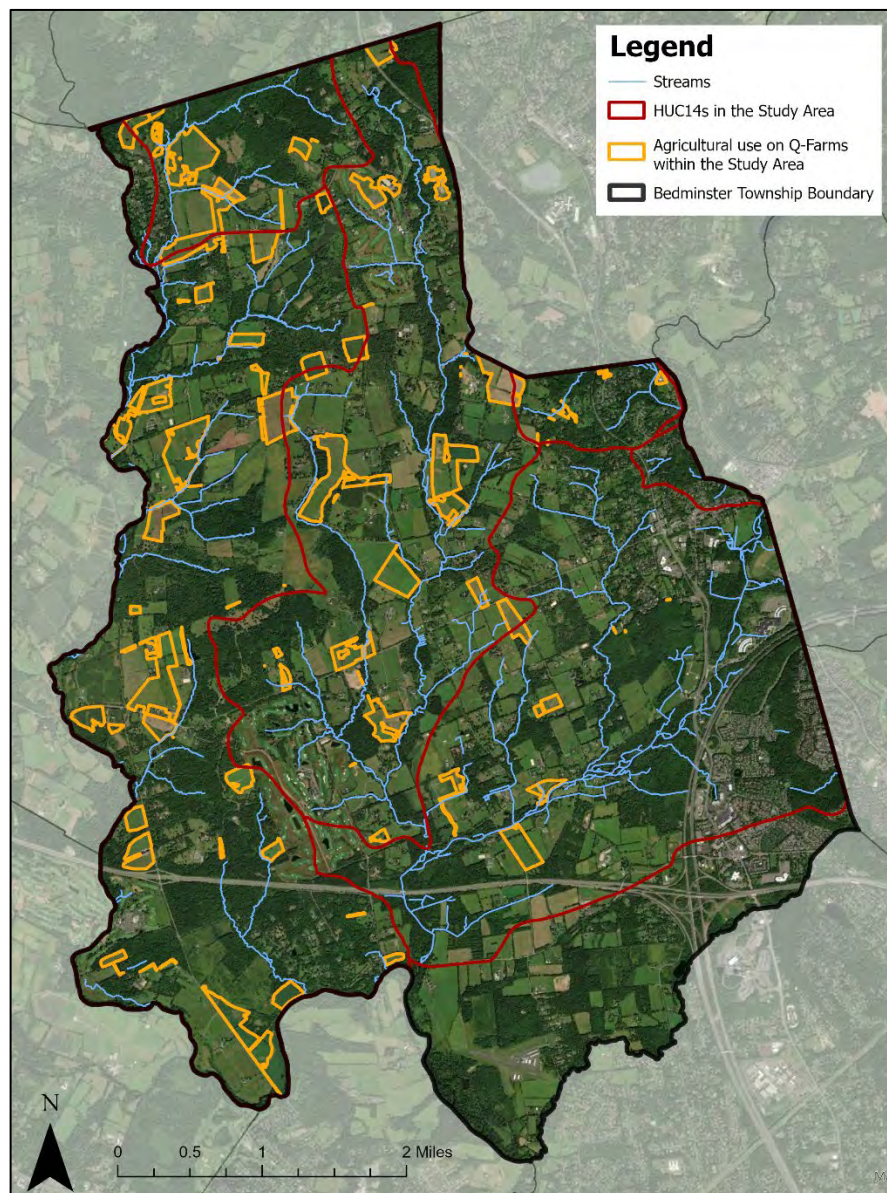 Legend
Streams
HUC14s in the Study Area
Agricultural use on Q-Farms
within the Study Area
Bedminster Township Boundary
N
0 0.5 1 2 Miles
M